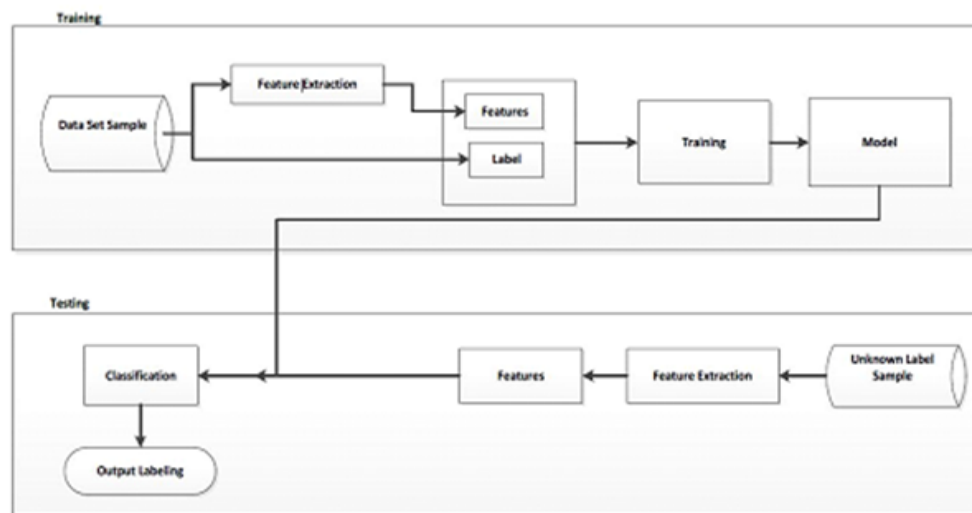 Training
Feature Extraction
Data Set Sample
Features
Label
Training
Model
Testing
Classification
Features
Feature Extraction
Unknown Label
Sample
Output Labeling